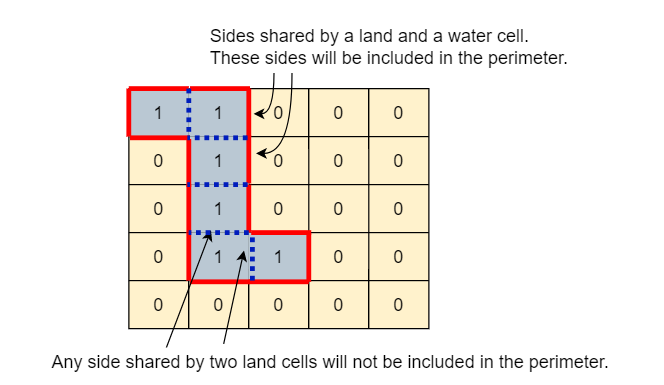 Sides shared by a land and a water cell.
These sides will be included in the perimeter.
1 1 0 0 0
0 1 0 0 0
0 1 0 0 0
0 1 1 0 0
0 0 0 0 0
Any side shared by two land cells will not be included in the perimeter.